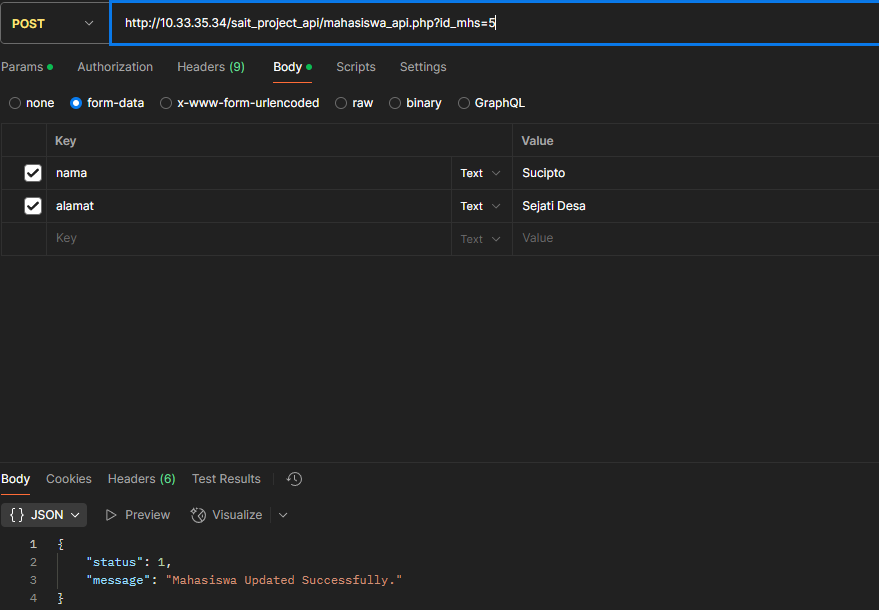 POST http://10.33.35.34/sait_project_api/mahasiswa_api.php?id_mhs=5
Params Authorization Headers (9) Body Scripts Settings
none form-data x-www-form-urlencoded raw binary GraphQL
Key Value
nama Text Sucipto
alamat Text Sejati Desa
Key Text Value
Body Cookies Headers (6) Test Results
{} JSON Preview Visualize
1 {
2 "status": 1,
3 "message": "Mahasiswa Updated Successfully."
4 }